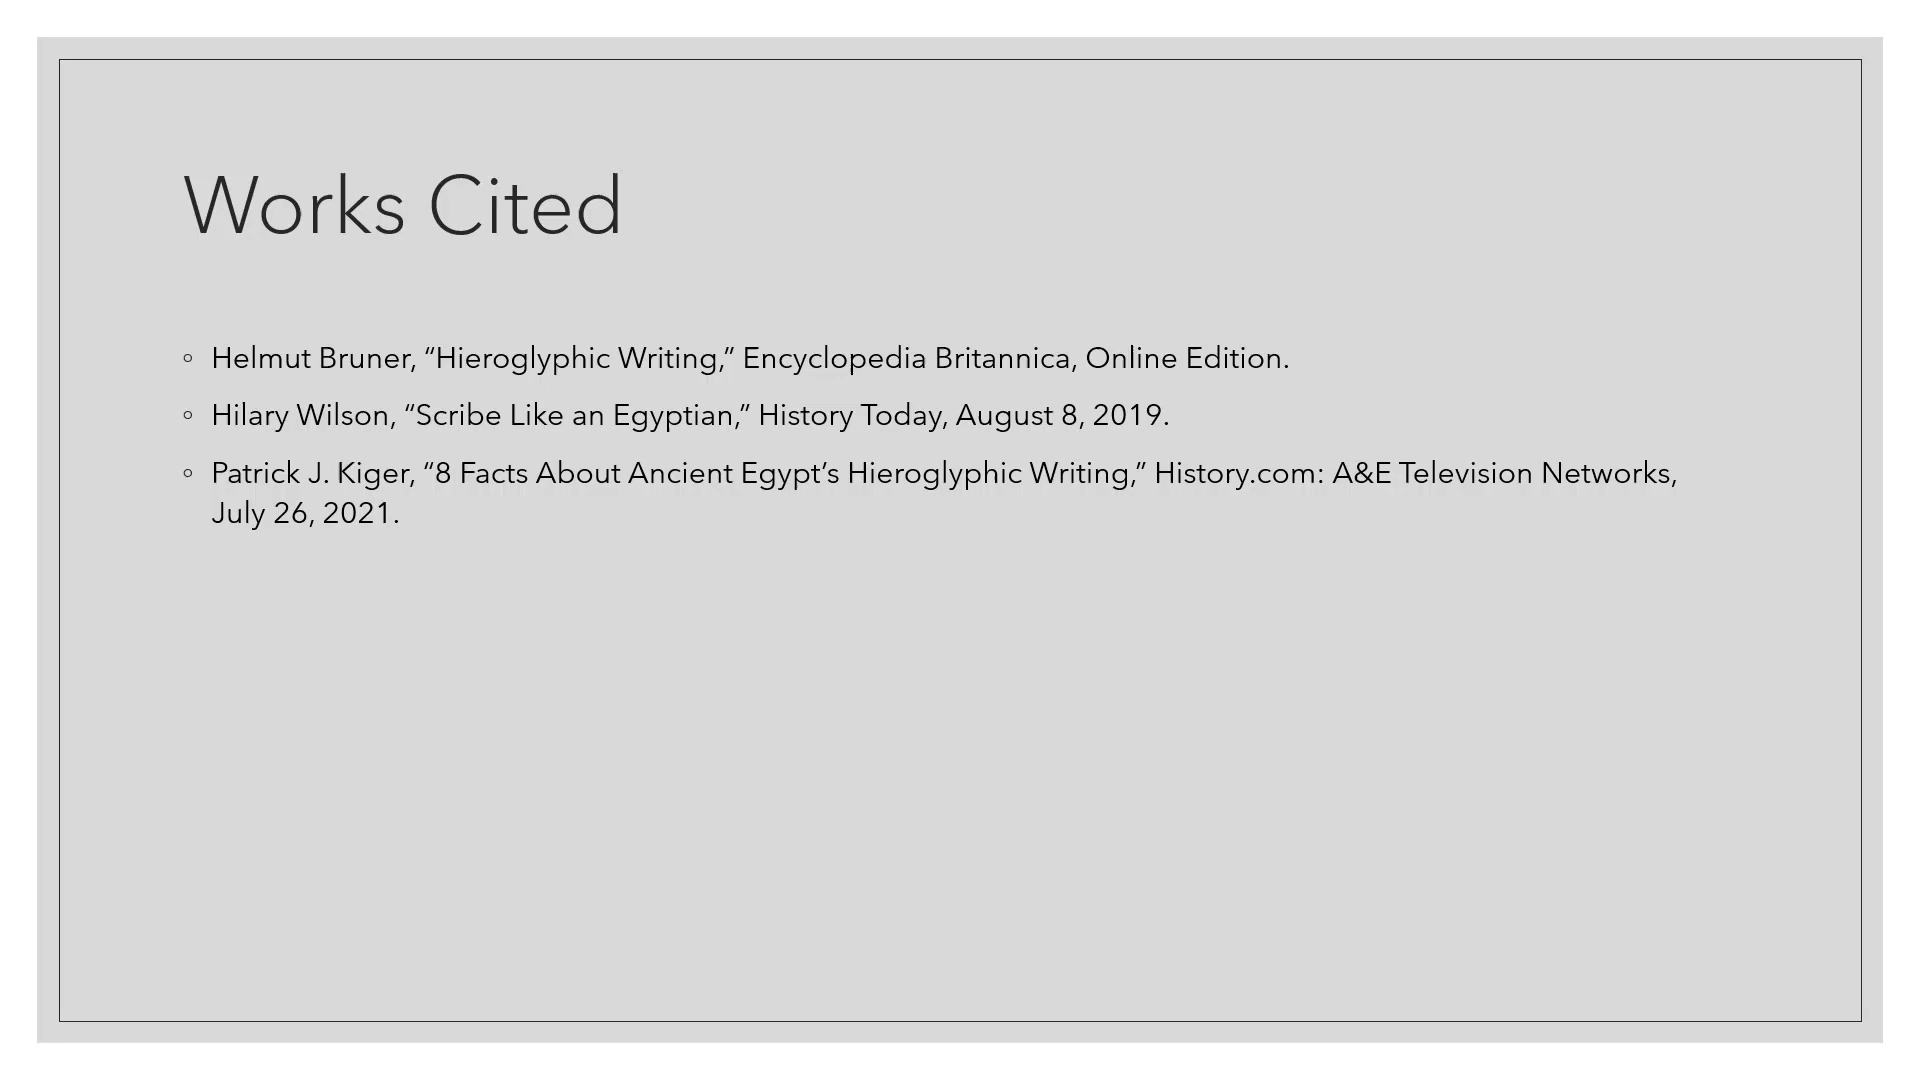 Works Cited
◦ Helmut Bruner, “Hieroglyphic Writing,” Encyclopedia Britannica, Online Edition.
◦ Hilary Wilson, “Scribe Like an Egyptian,” History Today, August 8, 2019.
◦ Patrick J. Kiger, “8 Facts About Ancient Egypt’s Hieroglyphic Writing,” History.com: A&E Television Networks,
July 26, 2021.